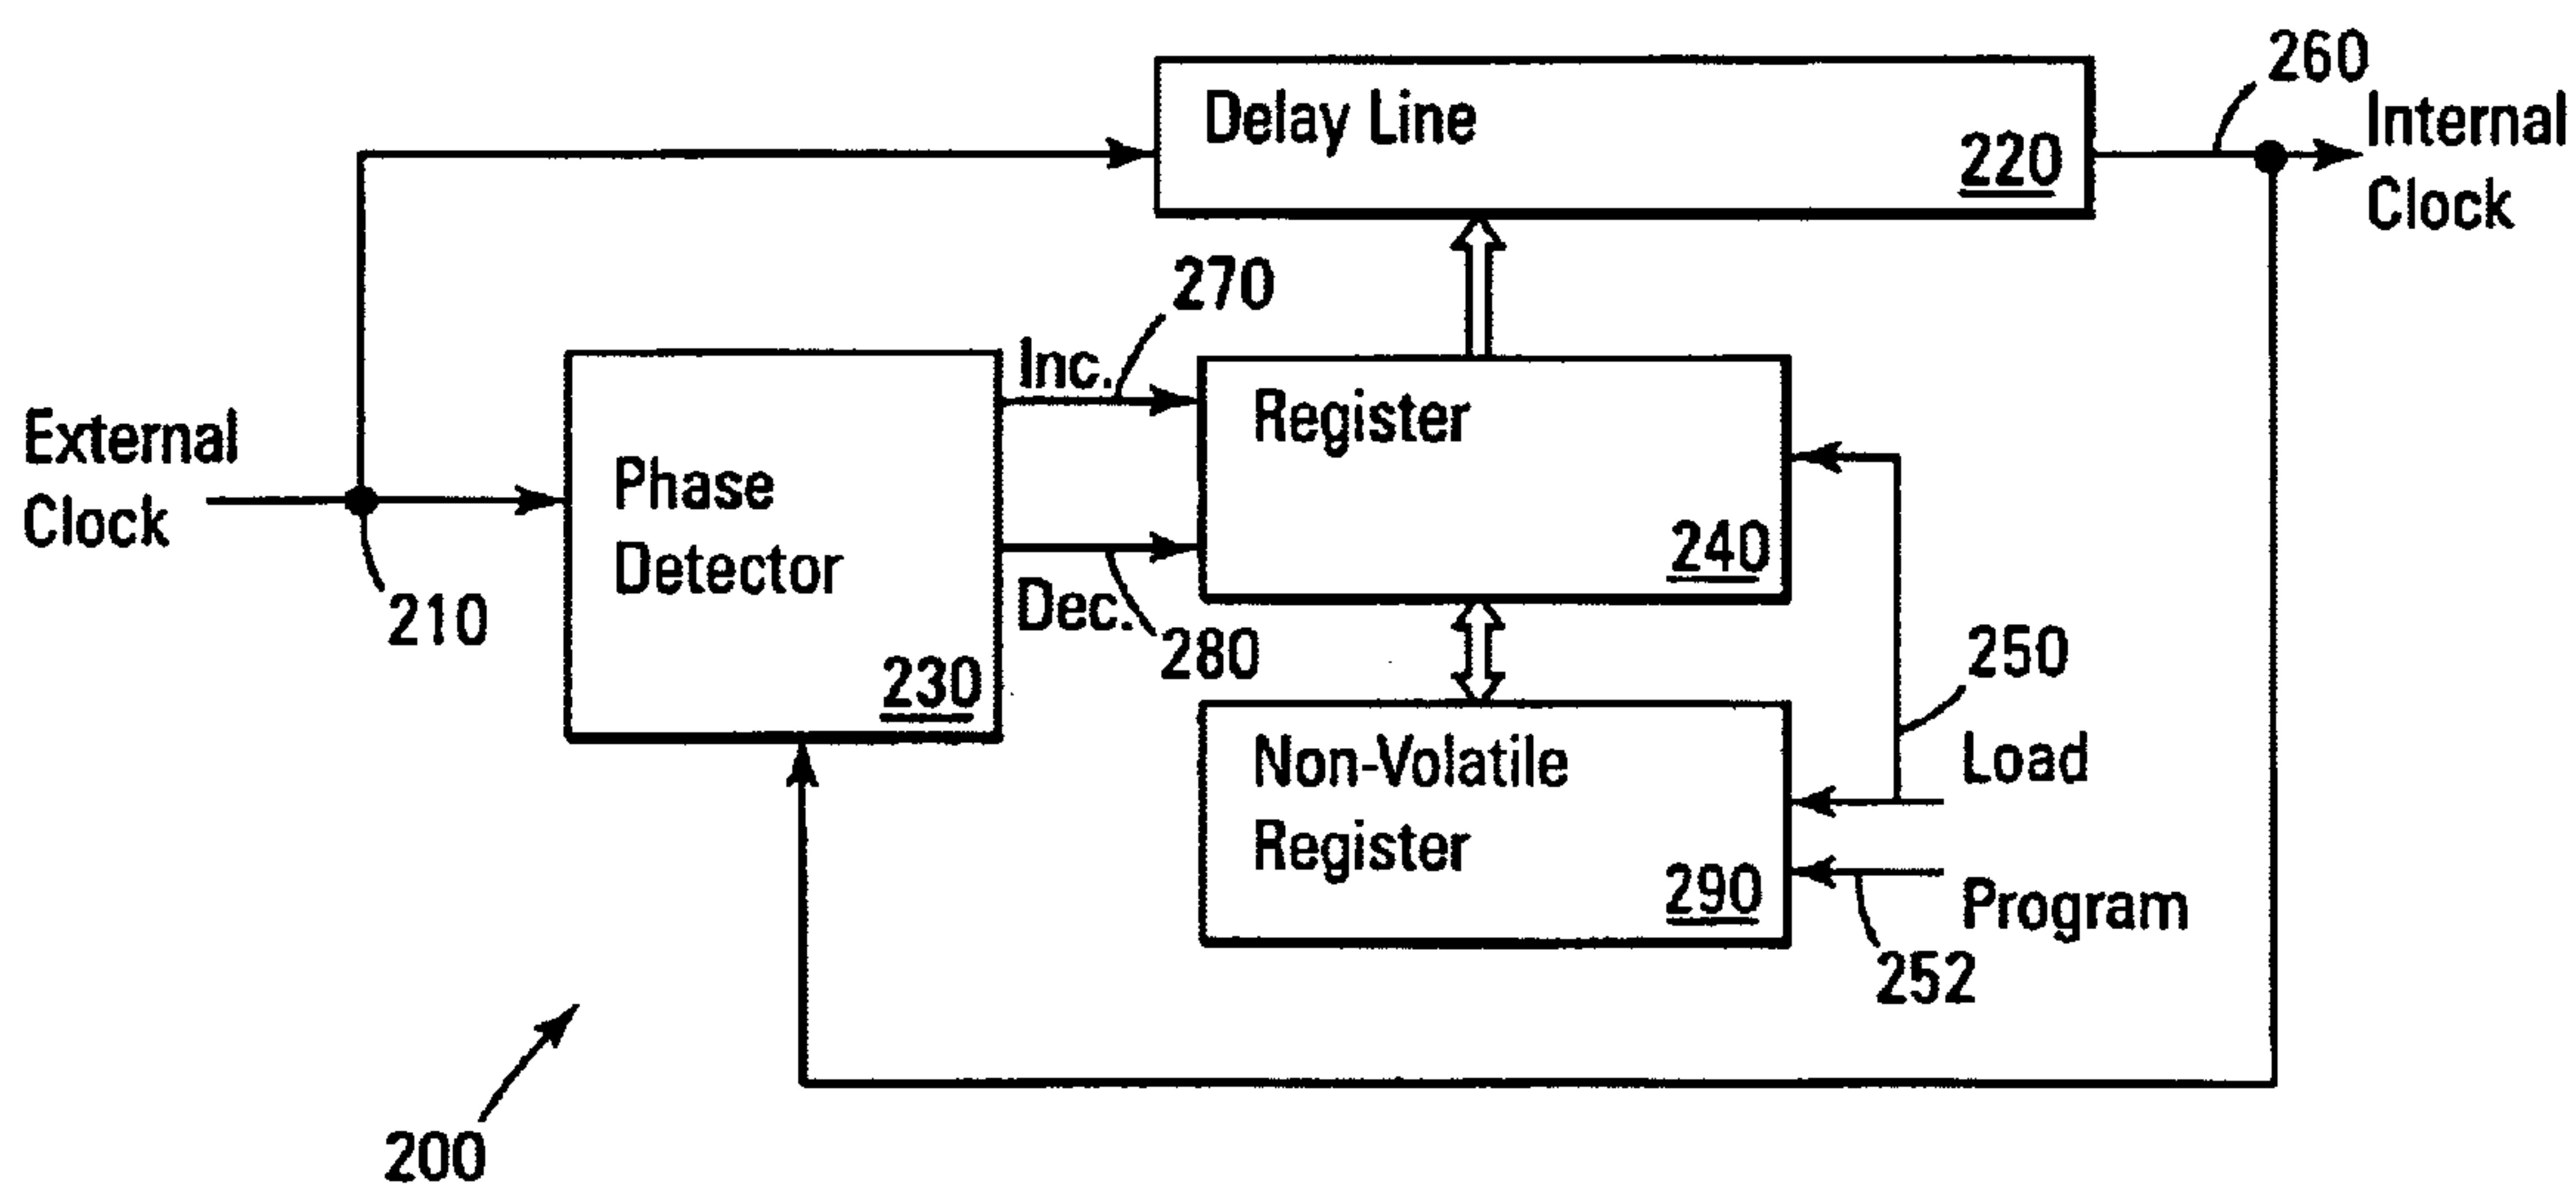 260
Delay Line
Internal
Clock
220
270
Inc.
Register
External
Clock
Phase
Detector
240
210
Dec.
280
250
230
Load
Non-Volatile
Register
290
Program
252
200